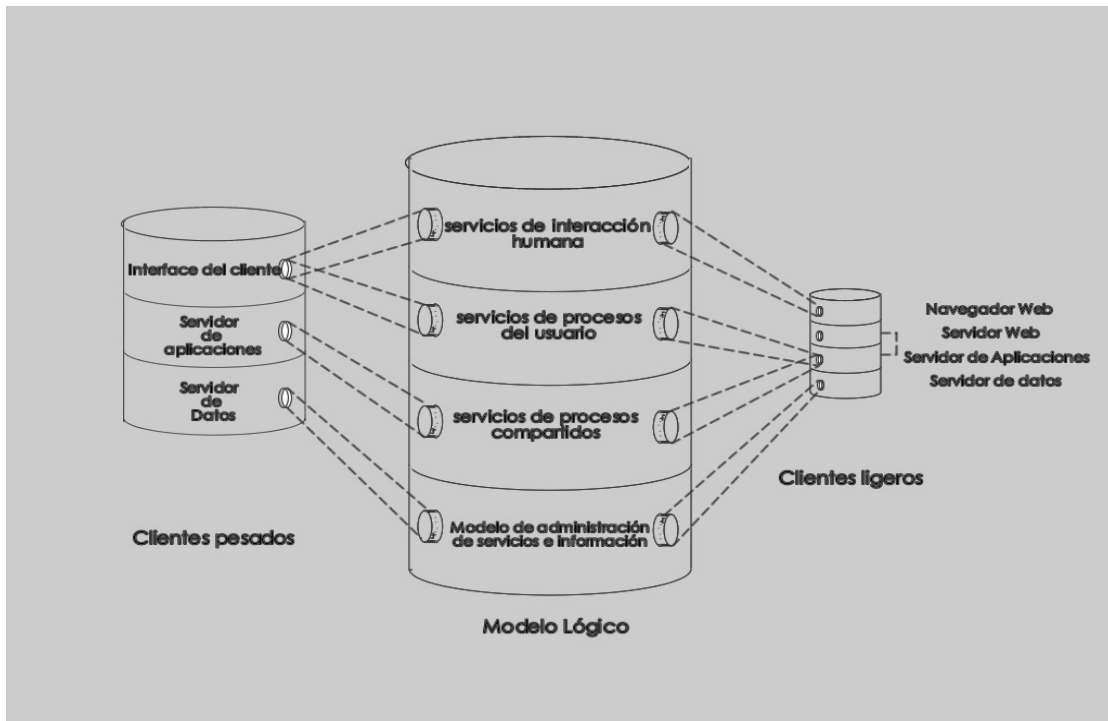 Interface del cliente
Servidor
de
aplicaciones
Servidor
de
Datos
Clientes pesados
servicios de interacción
humana
servicios de procesos
del usuario
servicios de procesos
compartidos
Modelo de administración
de servicios e información
Modelo Lógico
Navegador Web
Servidor Web
Servidor de Aplicaciones
Servidor de datos
Clientes ligeros